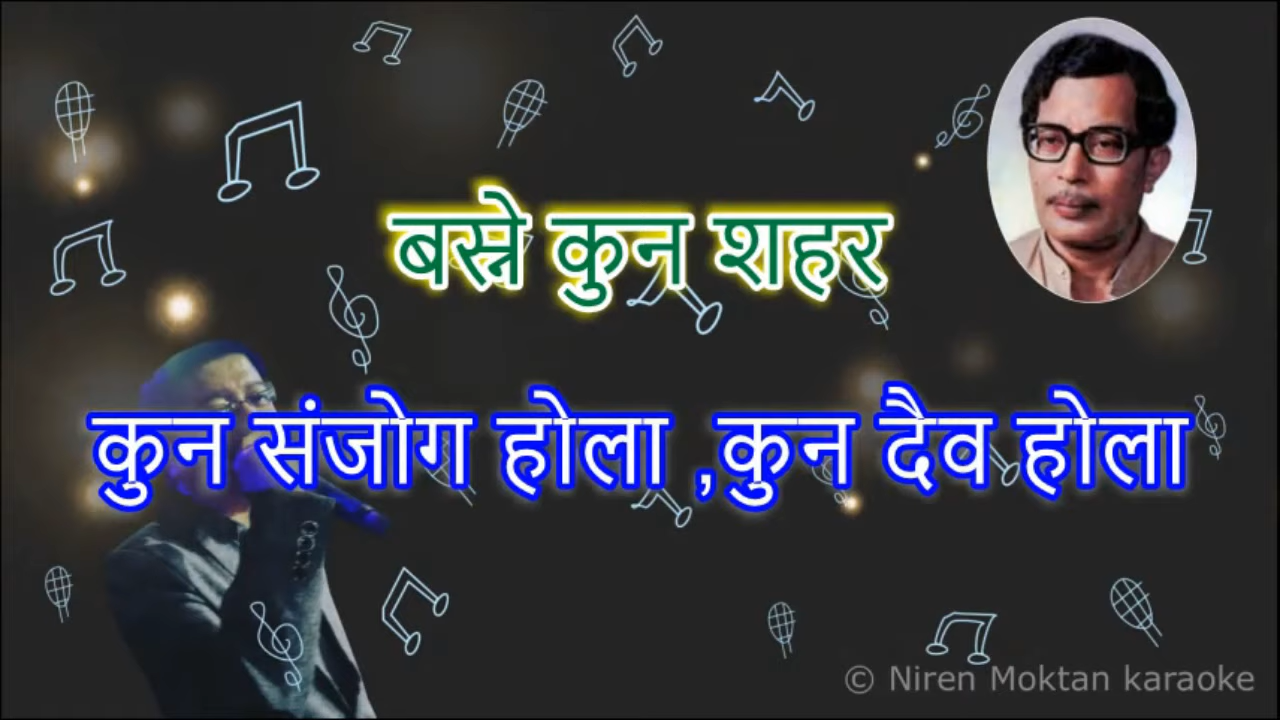 बस्ने कुन शहर
कुन संजोग होला ,कुन दैव होला
© Niren Moktan karaoke